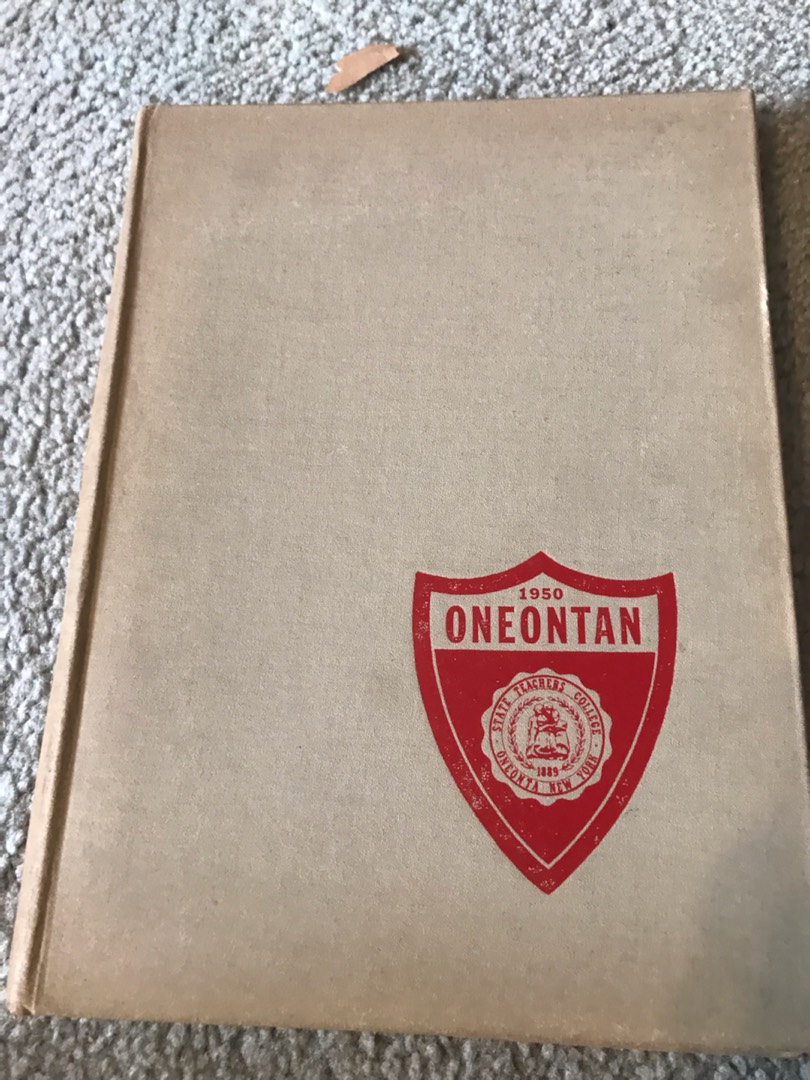 1950
ONEONTAN
STATE TEACHERS COLLEGE
1889
ONEONTA NEW YORK